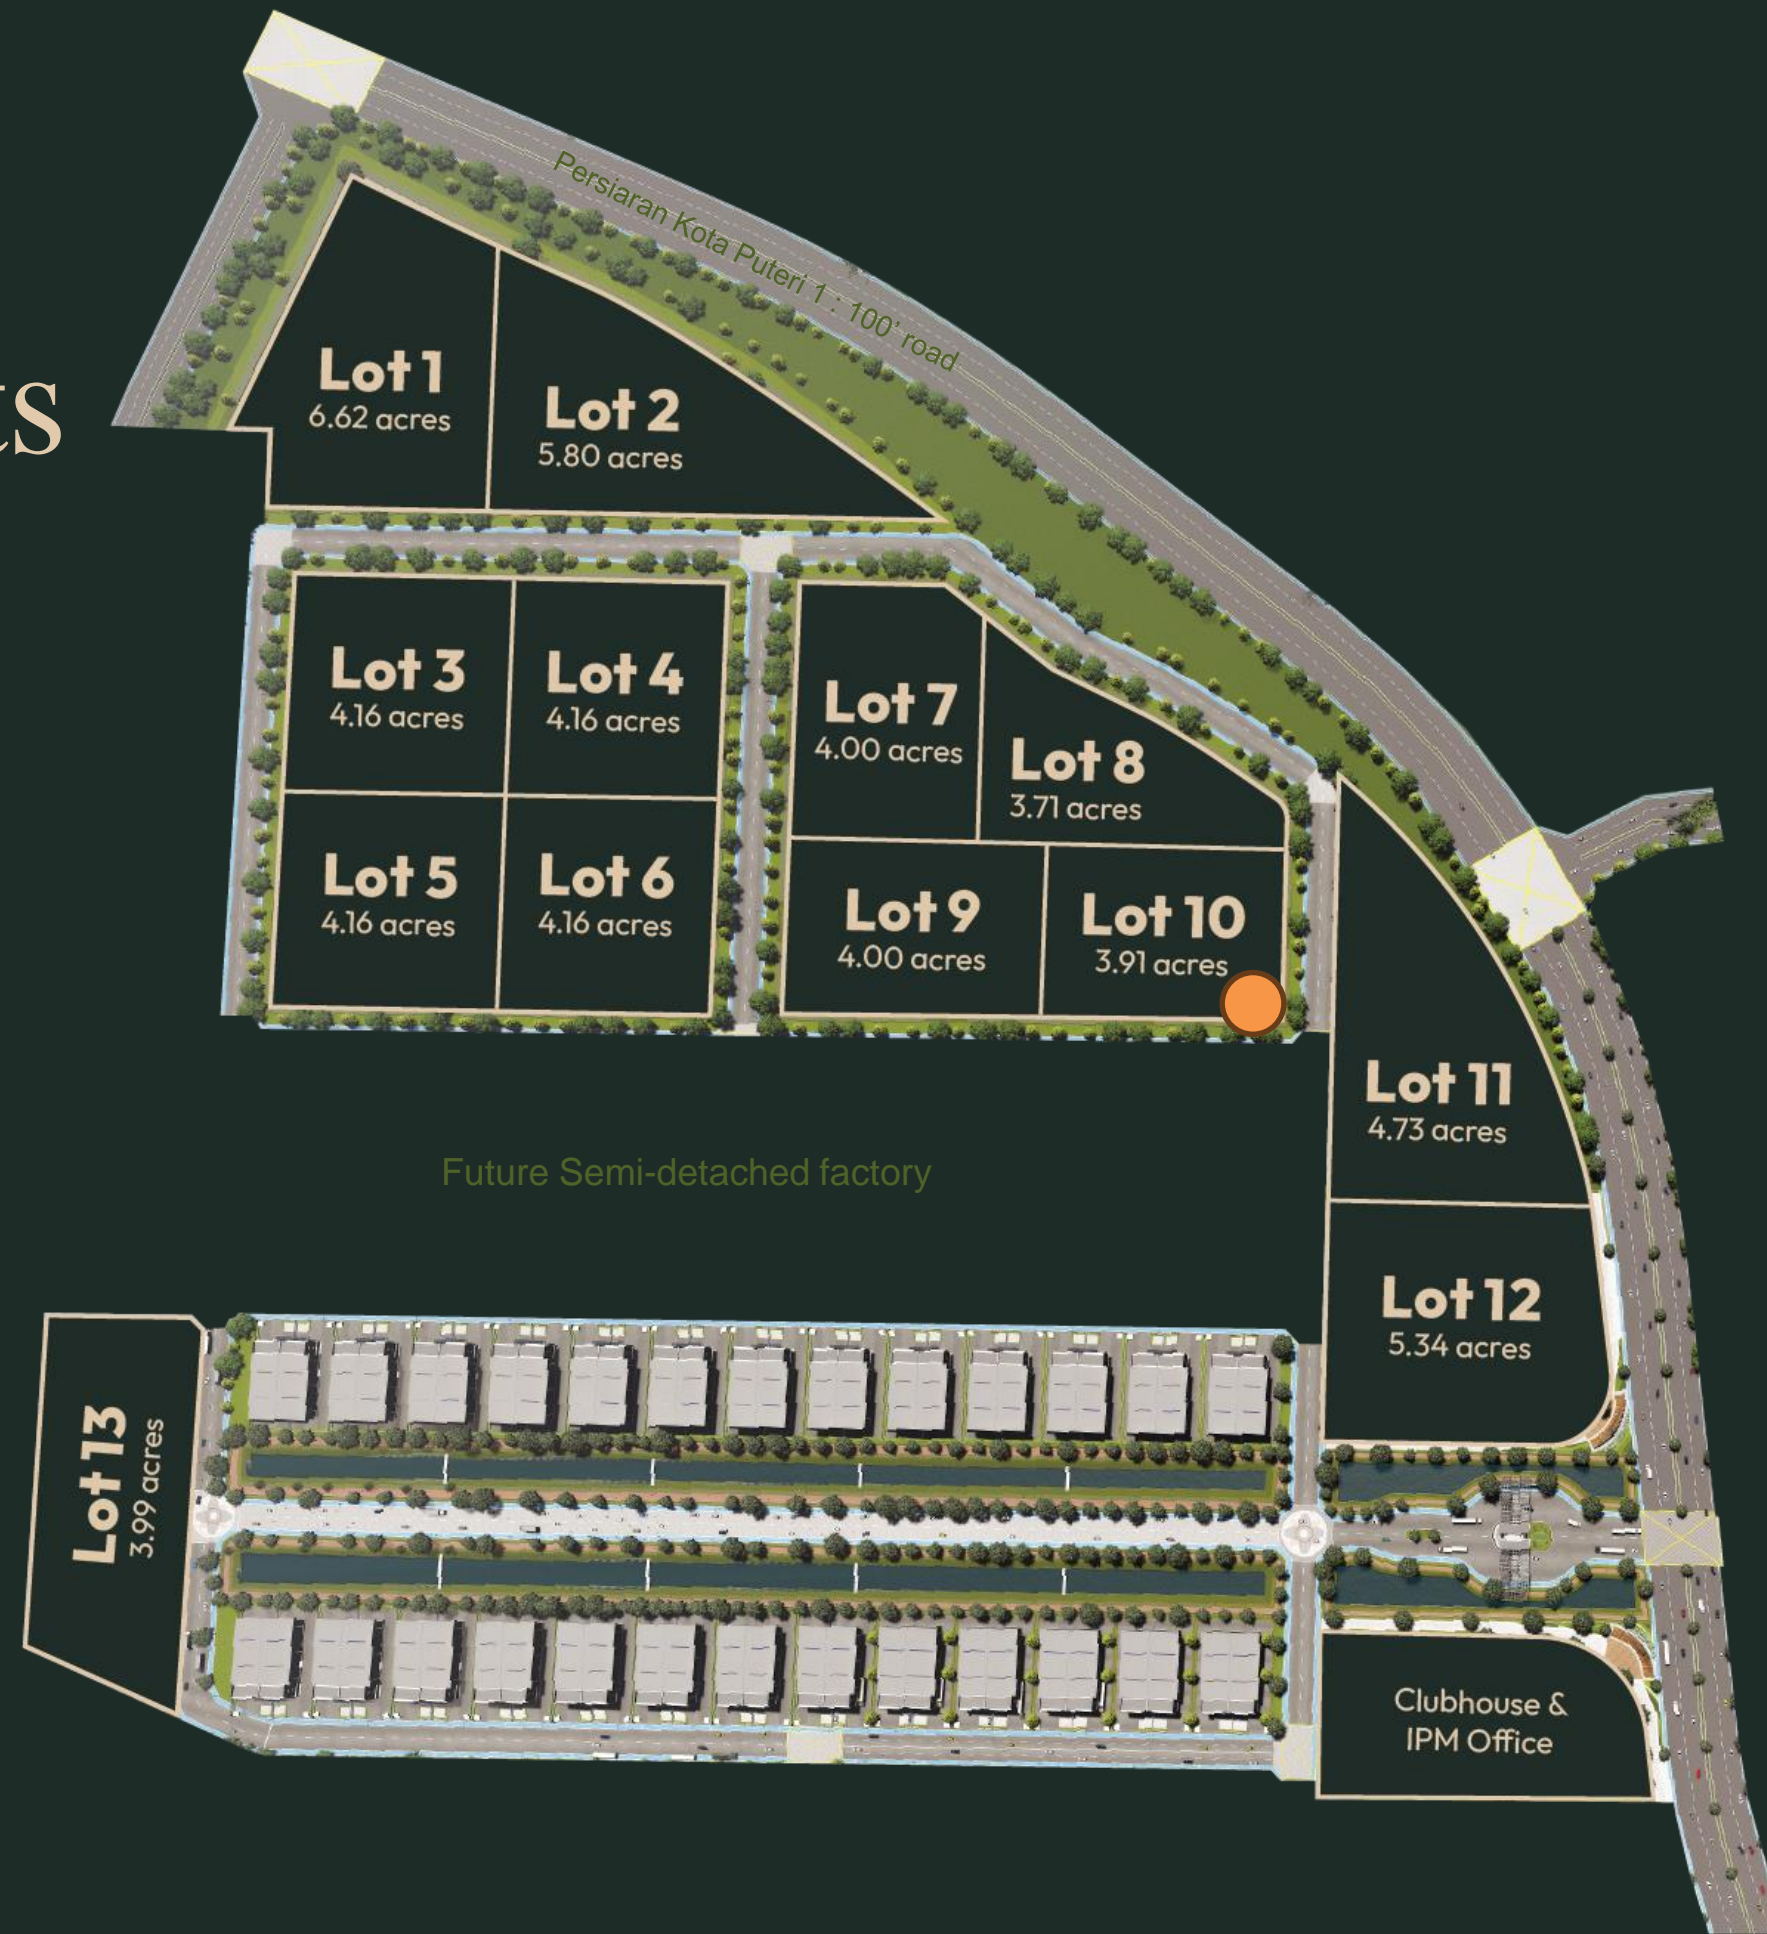 ts
Persiaran Kota Puteri 1 : 100' road
Lot 1
6.62 acres
Lot 2
5.80 acres
Lot 3
4.16 acres
Lot 4
4.16 acres
Lot 7
4.00 acres
Lot 8
3.71 acres
Lot 5
4.16 acres
Lot 6
4.16 acres
Lot 9
4.00 acres
Lot 10
3.91 acres
Lot 11
4.73 acres
Future Semi-detached factory
Lot 12
5.34 acres
Lot 13
3.99 acres
Clubhouse &
IPM Office